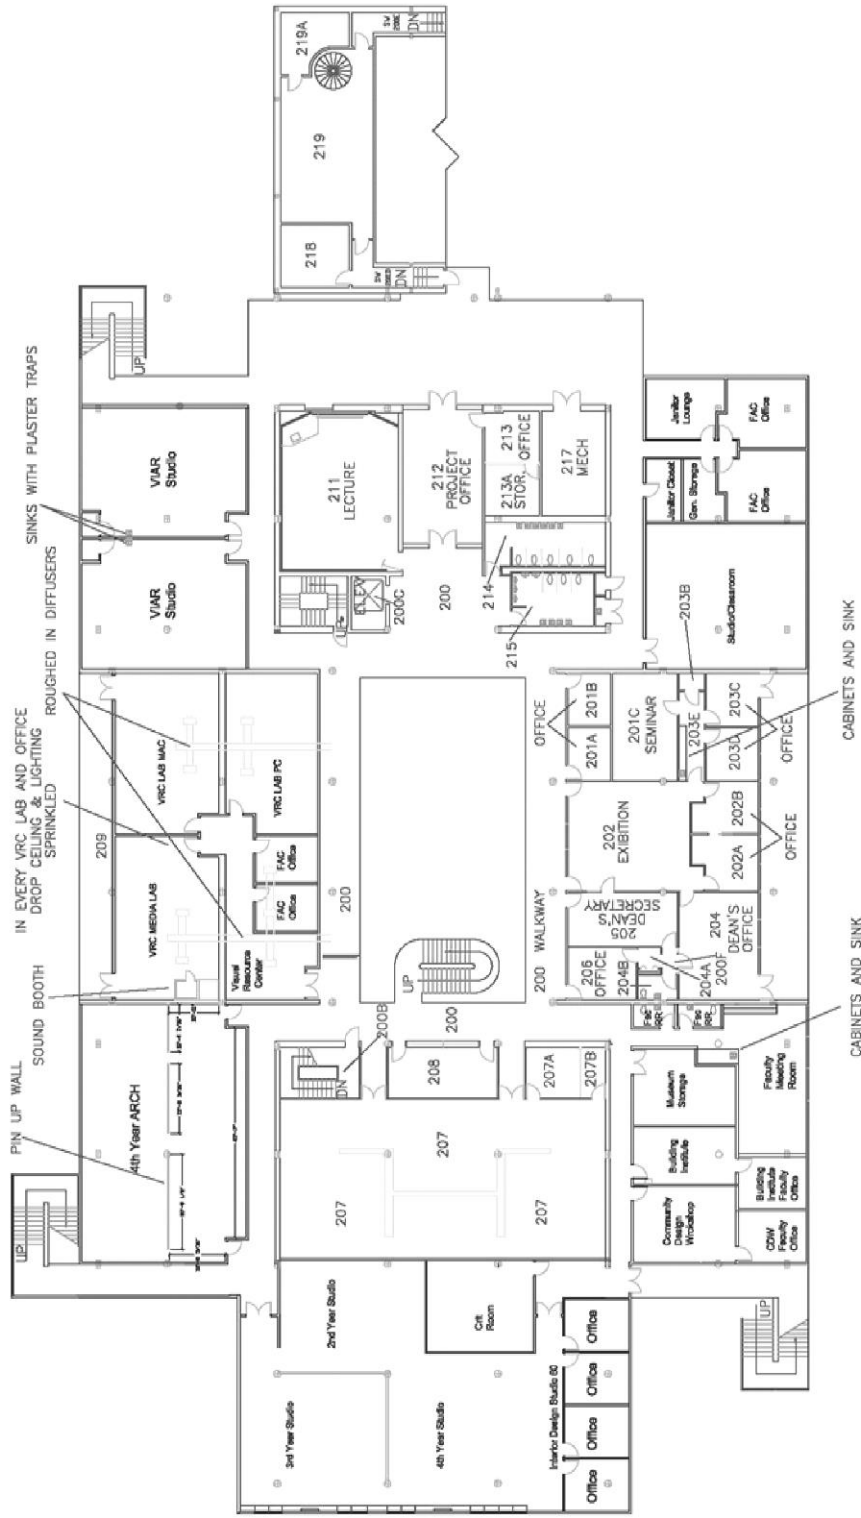 PIN UP WALL
SOUND BOOTH
IN EVERY VRC LAB AND OFFICE
DROP CEILING & LIGHTING
SPRINKLED
ROUGHED IN DIFFUSERS
SINKS WITH PLASTER TRAPS
UP
4th Year ARCH
VRC MEDIA LAB
209
VRC LAB MAC
VIAR
Studio
VIAR
Studio
UP
Visual
Resource
Center
FAC
Office
FAC
Office
VRC LAB PC
219A
DN
219
218
DN
2nd Year Studio
3rd Year Studio
4th Year Studio
Crit
Room
Interior Design Studio 60
Office
Office
Office
Office
207
207
207
DN
200B
208
207A
207B
200
200
UP
200 WALKWAY
UP
ELEV
200C
200
211
LECTURE
212
PROJECT
OFFICE
213
OFFICE
213A
STOR.
217
MECH
214
215
206
OFFICE
205
DEAN'S
SECRETARY
204B
204A
200F
204
DEAN'S
OFFICE
202
EXIBITION
202A
202B
OFFICE
OFFICE
201A
201B
201C
SEMINAR
203E
203D
203C
203B
OFFICE
Fac
RR
Fac
RR
Museum
Storage
Faculty
Meeting
Room
Building
Institute
Building
Institute
Faculty
Office
Community
Design
Wrokshop
CDW
Faculty
Office
UP
Studio/Classroom
Janitor Closet
Gen. Storage
Janitor
Lounge
FAC
Office
FAC
Office
CABINETS AND SINK
CABINETS AND SINK